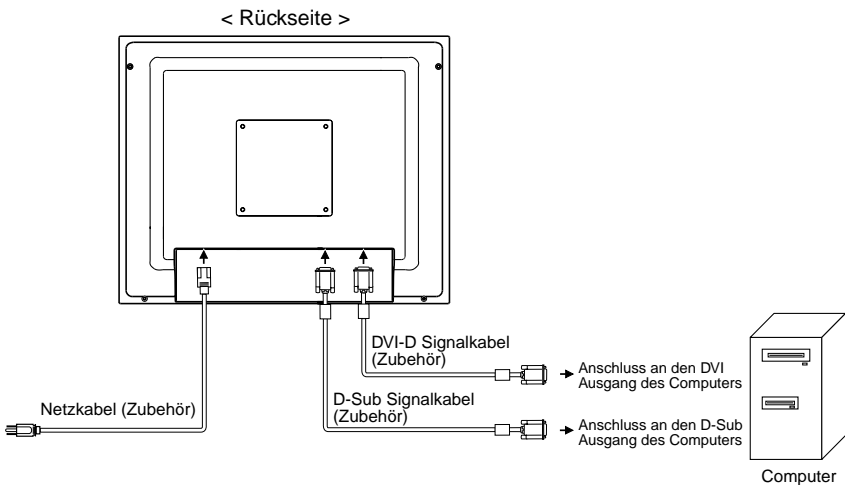 < Rückseite >
DVI-D Signalkabel
(Zubehör)
Anschluss an den DVI
Ausgang des Computers
Netzkabel (Zubehör)
D-Sub Signalkabel
(Zubehör)
Anschluss an den D-Sub
Ausgang des Computers
Computer